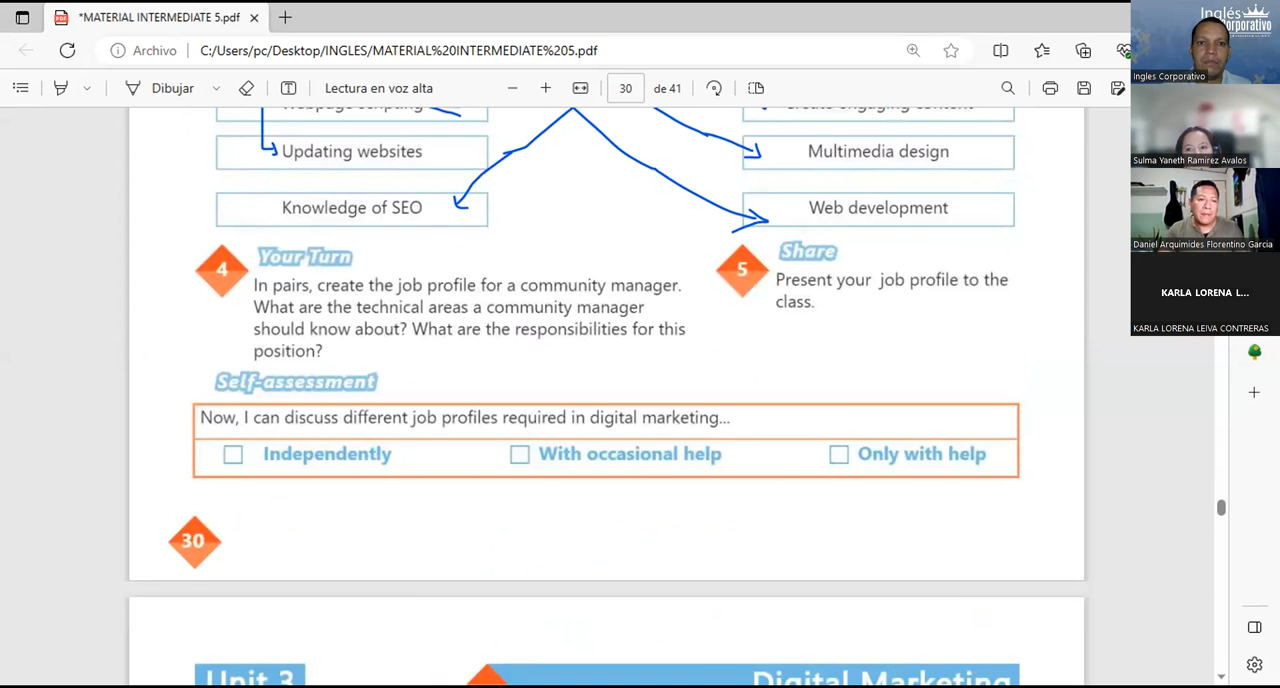 *MATERIAL INTERMEDIATE 5.pdf
Archivo
C:/Users/pc/Desktop/INGLES/MATERIAL%20INTERMEDIATE%205.pdf
Dibujar
Lectura en voz alta
30
de 41
Updating websites
Multimedia design
Knowledge of SEO
Web development
4
Your Turn
In pairs, create the job profile for a community manager.
What are the technical areas a community manager
should know about? What are the responsibilities for this
position?
5
Share
Present your job profile to the
class.
Self-assessment
Now, I can discuss different job profiles required in digital marketing...
Independently
With occasional help
Only with help
30
Unit 3
Digital Marketing
Inglés
Corporativo
Ingles Corporativo
Sulma Yaneth Ramirez Avalos
Daniel Arquimides Florentino Garcia
KARLA LORENA L...
KARLA LORENA LEIVA CONTRERAS